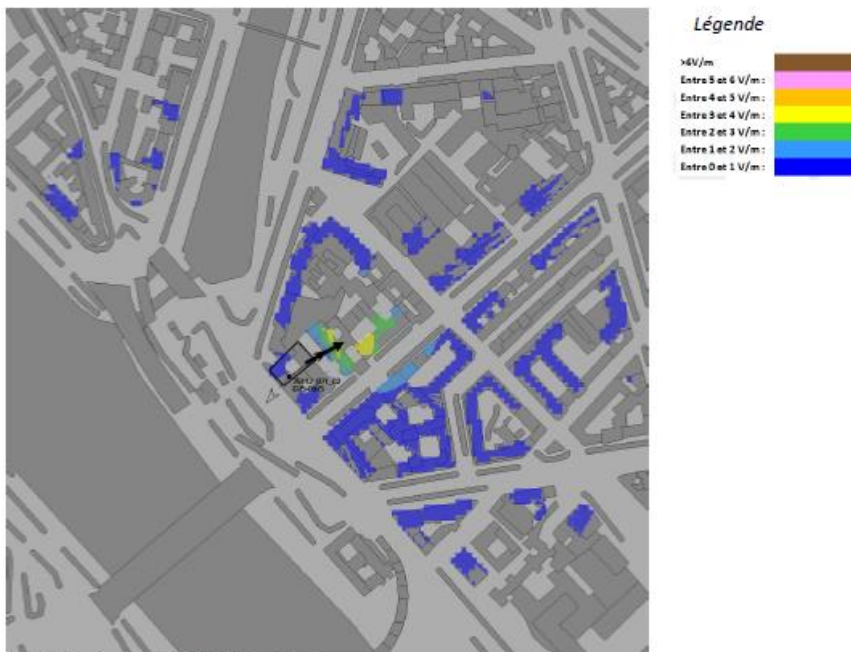 Légende
>6V/m
Entre 5 et 6 V/m :
Entre 4 et 5 V/m :
Entre 3 et 4 V/m :
Entre 2 et 3 V/m :
Entre 1 et 2 V/m :
Entre 0 et 1 V/m :